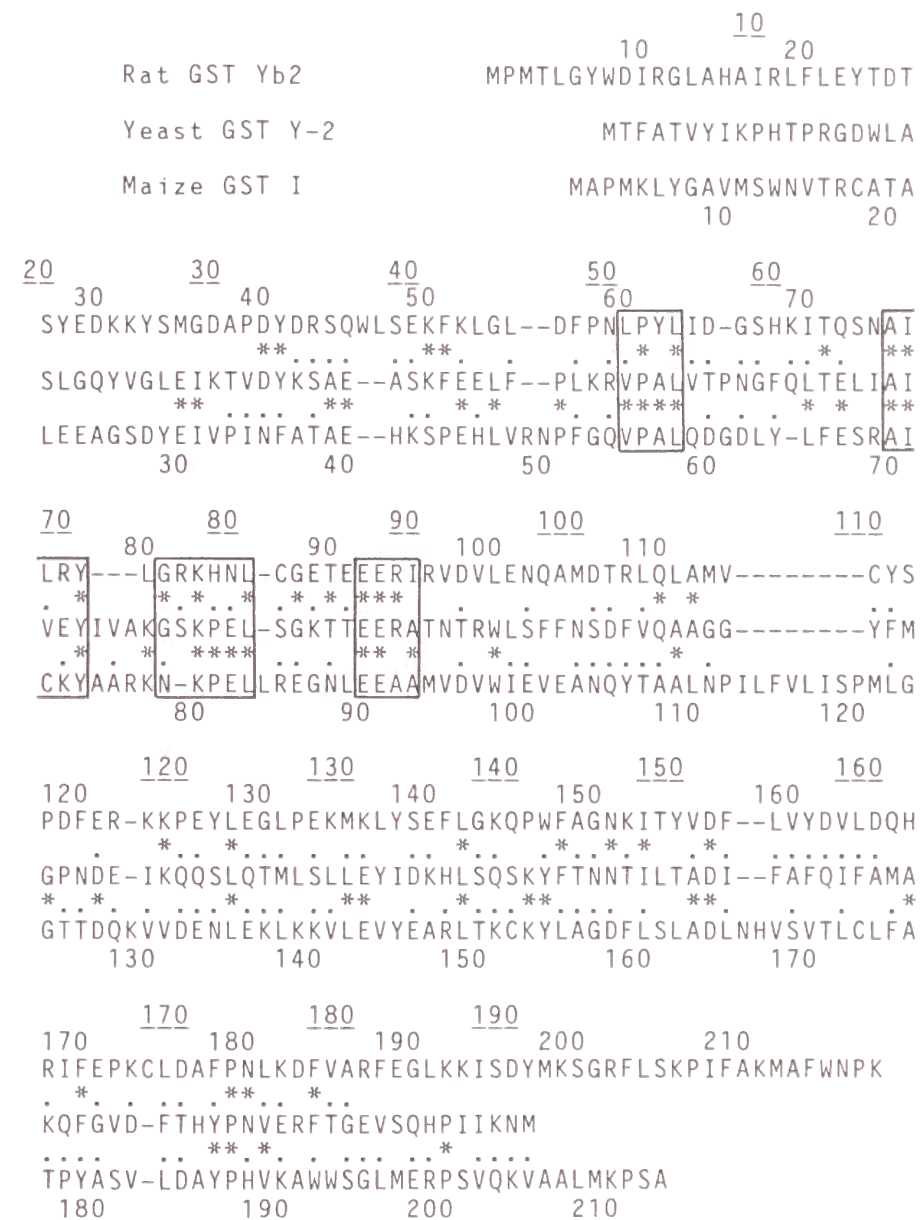 10
10 20
Rat GST Yb2 MPMTLGYWDIRGLAHAIRLFLEYTDT
Yeast GST Y-2 MTFATVYIKPHTPRGDWLA
Maize GST I MAPMKLYGAVMSWNVTRCATA
10 20
20 30 40 50 60
30 40 50 60 70
SYEDKKYSMGDAPDYDRSQWLSEKFKLGL--DFPNLPYLID-GSHKITQSNAI
** .... ** .. . . .*.* . .... * . **
SLGQYVGLEIKTVDYKSAE--ASKFEELF--PLKRVPALVTPNGFQLTELIAI
** .... . ** . .* * . * ****. . .. * * . **
LEEAGSDYEIVPINFATAE--HKSPEHLVRNPFGQVPALQDGDLY-LFESRAI
30 40 50 60 70
70 80 90 100 110
80 90 100 110
LRY---LGRKHNL-CGETEEERIRVDVLENQAMDTRLQLAMV--------CYS
VEYIVAKGSKPELSGKTTEERATNTRWLSFFNSDFVQAAGG--------YFM
CKYAARKN-KPELLREGNLEEAAMVDVWIEVEANQYTAALNPILFVLISPMLG
80 90 100 110 120
120 130 140 150 160
120 130 140 150 160
PDFER-KKPEYLEGLPEKMKLYSEFLGKQPWFAGNKITYVDF--LVYDVLDQH
GPNDE-IKQQSLQTMLSLLEYIDKHLSQSKYFTNNTILTADI--FAFQIFAMA
GTTDQKVVDENLEKLKKVLEVYEARLTKCKYLAGDFLSLADLNHVSVTLCLFA
130 140 150 160 170
170 180 190
170 180 190 200 210
RIFEPKCLDAFPNLKDFVARFEGLKKISDYMKSGRFLSKPIFAKMAFWNPK
KQFGVD-FTHYPNVERFTGEVSQHPIIKNM
TPYASV-LDAYPHVKAWWSGLMERPSVQKVAALMKPSA
180 190 200 210